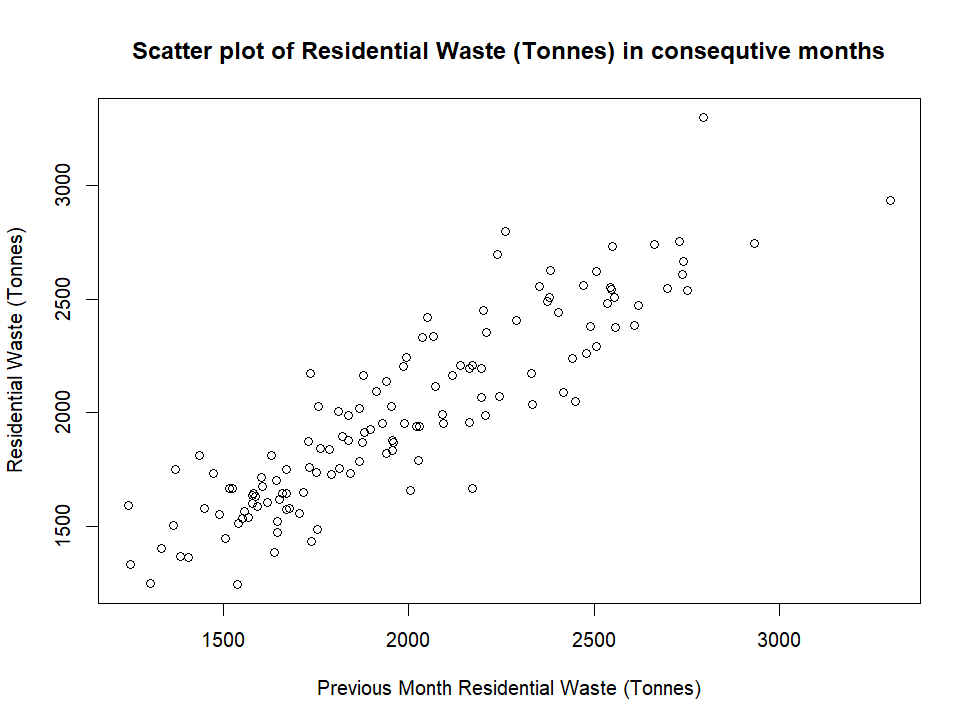 Scatter plot of Residential Waste (Tonnes) in consequtive months
Residential Waste (Tonnes)
3000
2500
2000
1500
1500 2000 2500 3000
Previous Month Residential Waste (Tonnes)